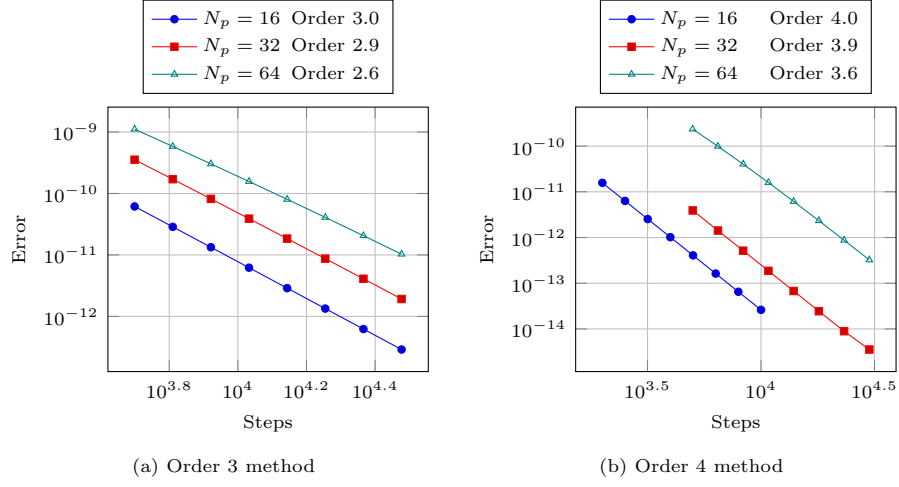 N_p = 16 Order 3.0
N_p = 32 Order 2.9
N_p = 64 Order 2.6
10^−9
10^−10
10^−11
10^−12
Error
10^3.8
10^4
10^4.2
10^4.4
Steps
(a) Order 3 method
N_p = 16 Order 4.0
N_p = 32 Order 3.9
N_p = 64 Order 3.6
10^−10
10^−11
10^−12
10^−13
10^−14
Error
10^3.5
10^4
10^4.5
Steps
(b) Order 4 method